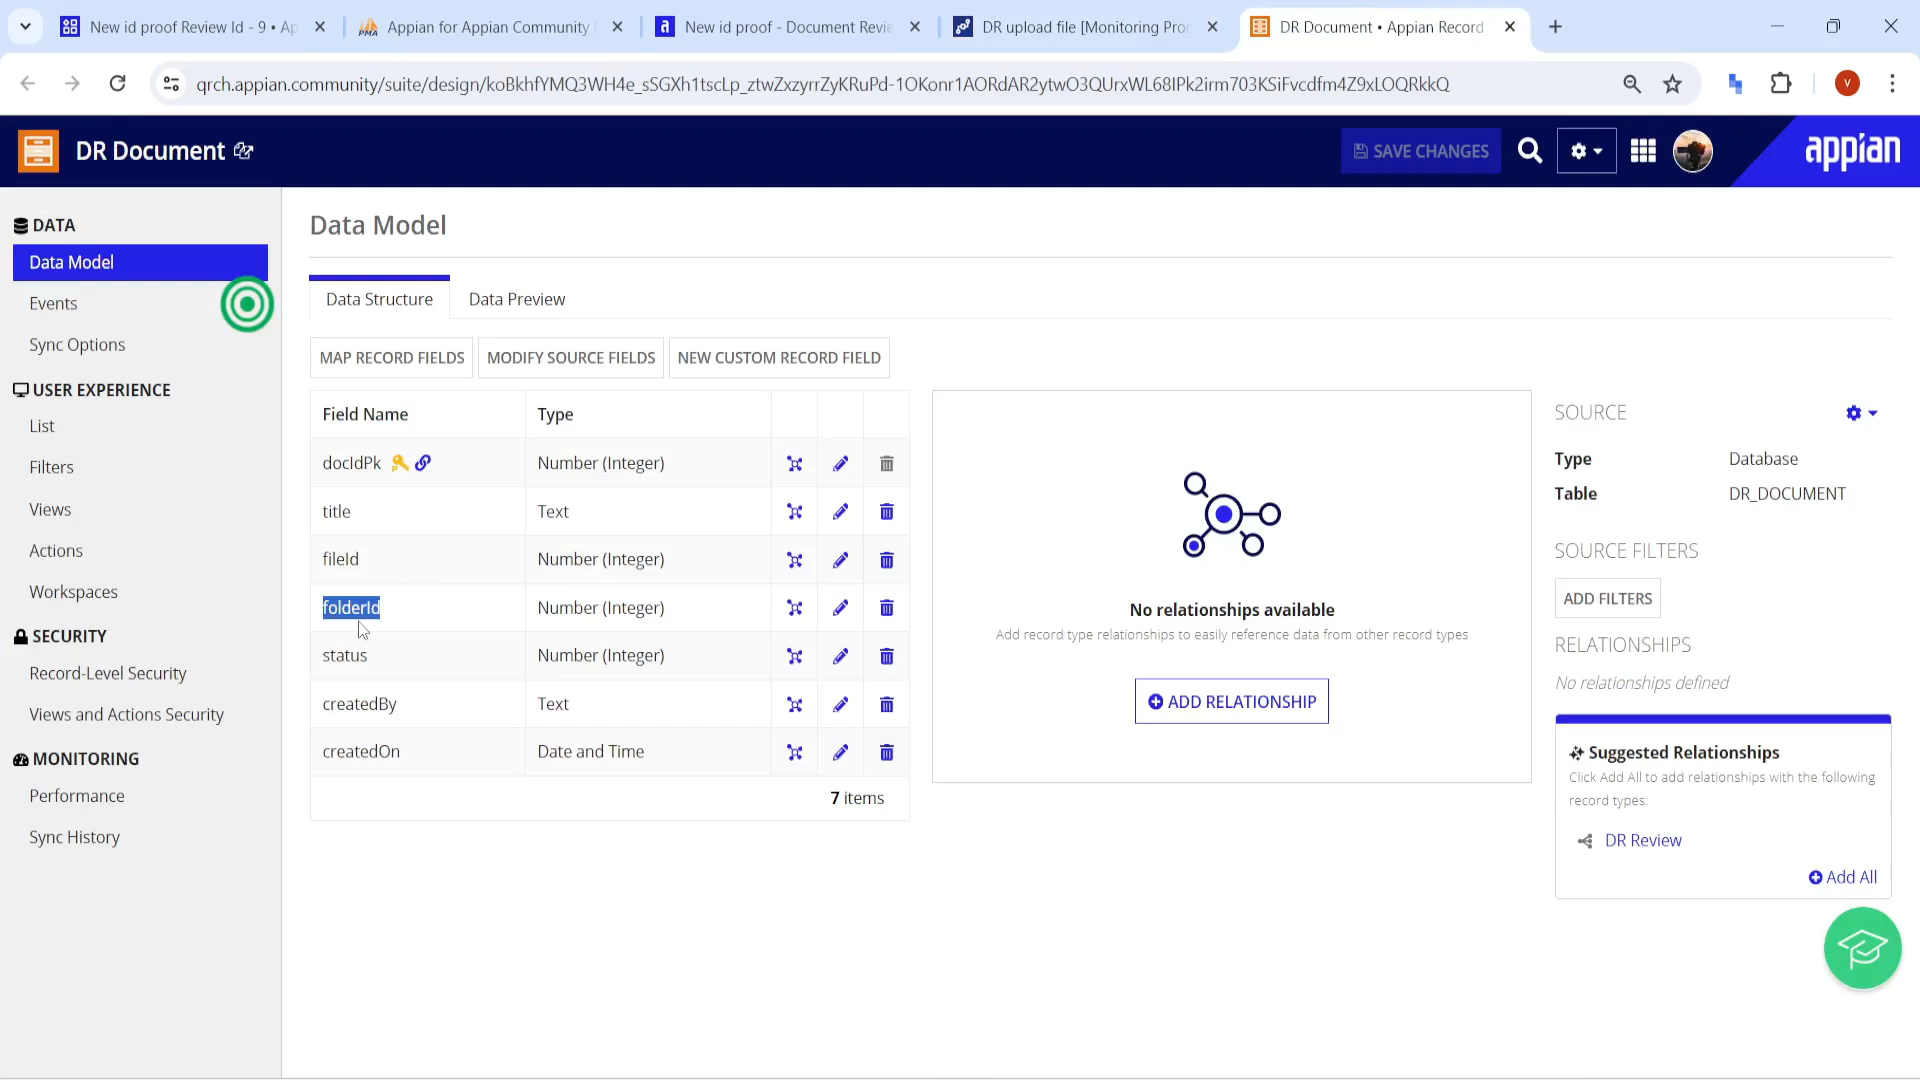 New id proof Review Id - 9 • Ap
Appian for Appian Community
New id proof - Document Revie
DR upload file [Monitoring Proc
DR Document • Appian Record
qrch.appian.community/suite/design/koBkhfYMQ3WH4e_sSGXh1tscLp_ztwZxzyrrZyKRuPd-1OKonr1AORdAR2ytwO3QUrxWL68IPk2irm703KSiFvcdfm4Z9xLOQRkkQ
V
DR Document
SAVE CHANGES
appian
DATA
Data Model
Events
Sync Options
USER EXPERIENCE
List
Filters
Views
Actions
Workspaces
SECURITY
Record-Level Security
Views and Actions Security
MONITORING
Performance
Sync History
Data Model
Data Structure
Data Preview
MAP RECORD FIELDS
MODIFY SOURCE FIELDS
NEW CUSTOM RECORD FIELD
Field Name Type
docIdPk Number (Integer)
title Text
fileId Number (Integer)
folderId Number (Integer)
status Number (Integer)
createdBy Text
createdOn Date and Time
7 items
No relationships available
Add record type relationships to easily reference data from other record types
ADD RELATIONSHIP
SOURCE
Type Database
Table DR_DOCUMENT
SOURCE FILTERS
ADD FILTERS
RELATIONSHIPS
No relationships defined
Suggested Relationships
Click Add All to add relationships with the following
record types:
DR Review
Add All